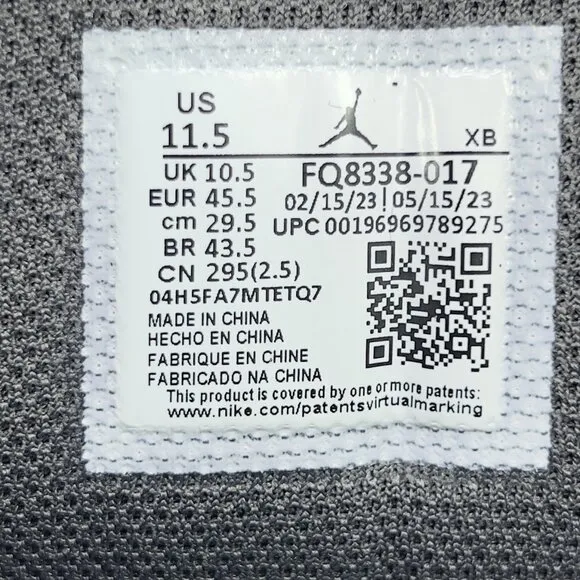 US
11.5 XB
UK 10.5 FQ8338-017
EUR 45.5 02/15/23 | 05/15/23
cm 29.5 UPC 00196969789275
BR 43.5
CN 295(2.5)
04H5FA7MTETQ7
MADE IN CHINA
HECHO EN CHINA
FABRIQUE EN CHINE
FABRICADO NA CHINA
This product is covered by one or more patents:
www.nike.com/patentsvirtualmarking